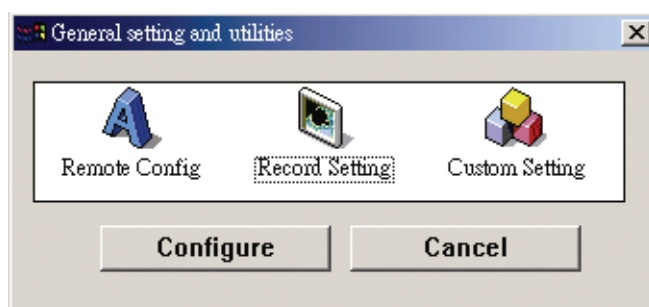 General setting and utilities
Remote Config Record Setting Custom Setting
Configure Cancel